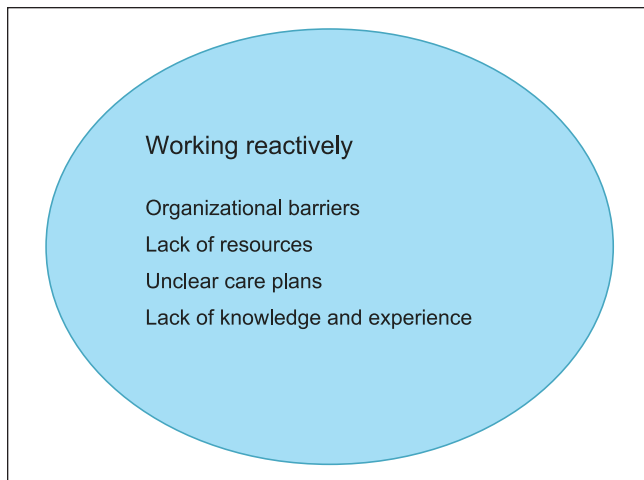 Working reactively
Organizational barriers
Lack of resources
Unclear care plans
Lack of knowledge and experience